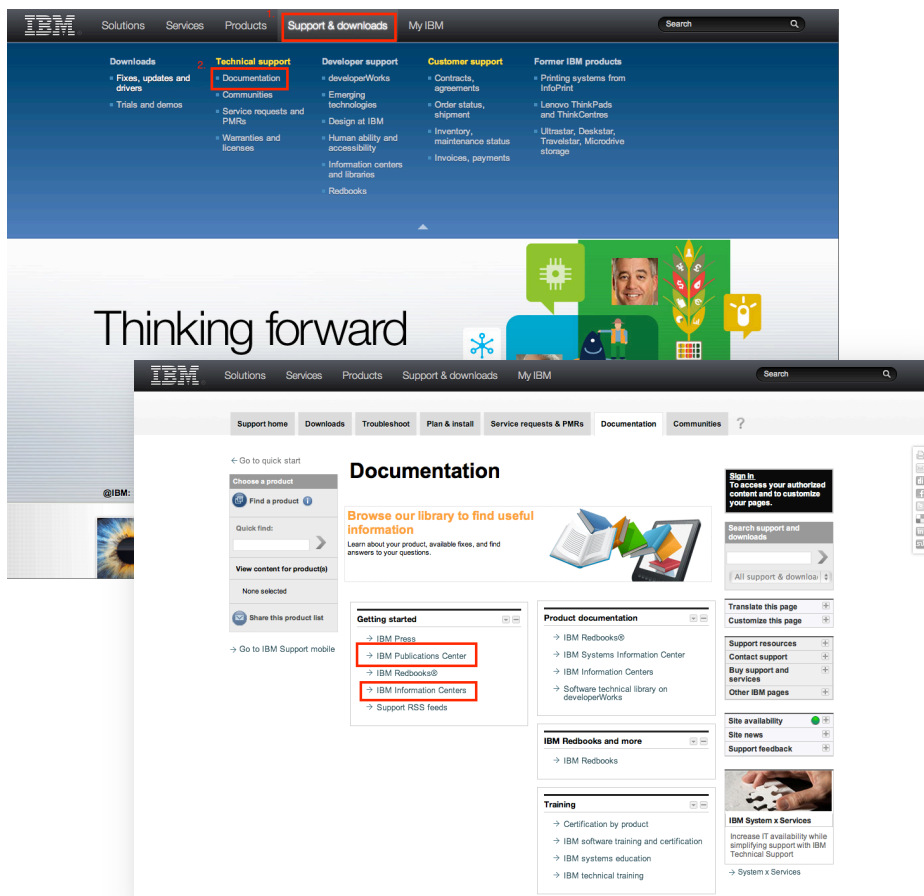 IBM
Solutions Services Products Support & downloads My IBM
Search
Downloads
Fixes, updates and
drivers
Trials and demos
2.
Technical support
Documentation
Communities
Service requests and
PMRs
Warranties and
licenses
Developer support
developerWorks
Emerging
technologies
Design at IBM
Human ability and
accessibility
Information centers
and libraries
Redbooks
Customer support
Contracts,
agreements
Order status,
shipment
Inventory,
maintenance status
Invoices, payments
Former IBM products
Printing systems from
InfoPrint
Lenovo ThinkPads
and ThinkCentres
Ultrastar, Deskstar,
Travelstar, Microdrive
storage
Thinking forward
@IBM:
IBM
Solutions Services Products Support & downloads My IBM
Search
Support home Downloads Troubleshoot Plan & install Service requests & PMRs Documentation Communities ?
← Go to quick start
Choose a product
Find a product
Quick find:
View content for product(s)
None selected
Share this product list
→ Go to IBM Support mobile
Documentation
Browse our library to find useful
information
Learn about your product, available fixes, and find
answers to your questions.
Getting started
→ IBM Press
→ IBM Publications Center
→ IBM Redbooks®
→ IBM Information Centers
→ Support RSS feeds
Product documentation
→ IBM Redbooks®
→ IBM Systems Information
Center
→ IBM Information Centers
→ Software technical library on
developerWorks
IBM Redbooks and more
→ IBM Redbooks
Training
→ Certification by product
→ IBM software training and certification
→ IBM systems education
→ IBM technical training
Sign In
To access your authorized
content and to customize
your pages.
Search support and
downloads
All support & downloa
Translate this page
Customize this page
Support resources
Contact support
Buy support and
services
Other IBM pages
Site availability
Site news
Support feedback
IBM System x Services
Increase IT availability while
simplifying support with IBM
Technical Support
→ System x Services